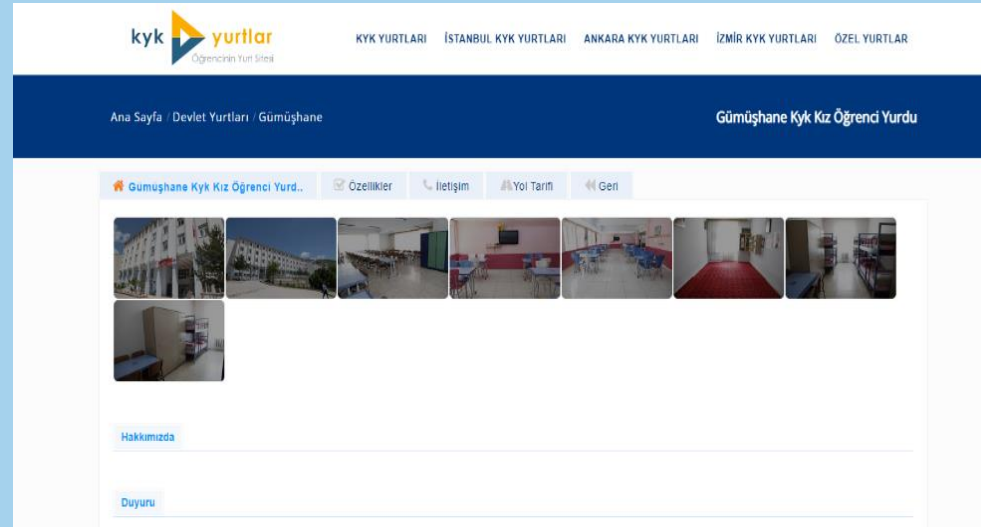 kyk yurtlar
Öğrencinin Yurt Sitesi
KYK YURTLARI İSTANBUL KYK YURTLARI ANKARA KYK YURTLARI İZMİR KYK YURTLARI ÖZEL YURTLAR
Ana Sayfa / Devlet Yurtları / Gümüşhane
Gümüşhane Kyk Kız Öğrenci Yurdu
Gümüşhane Kyk Kız Öğrenci Yurd.. Özellikler İletişim Yol Tarifi Geri
Hakkımızda
Duyuru